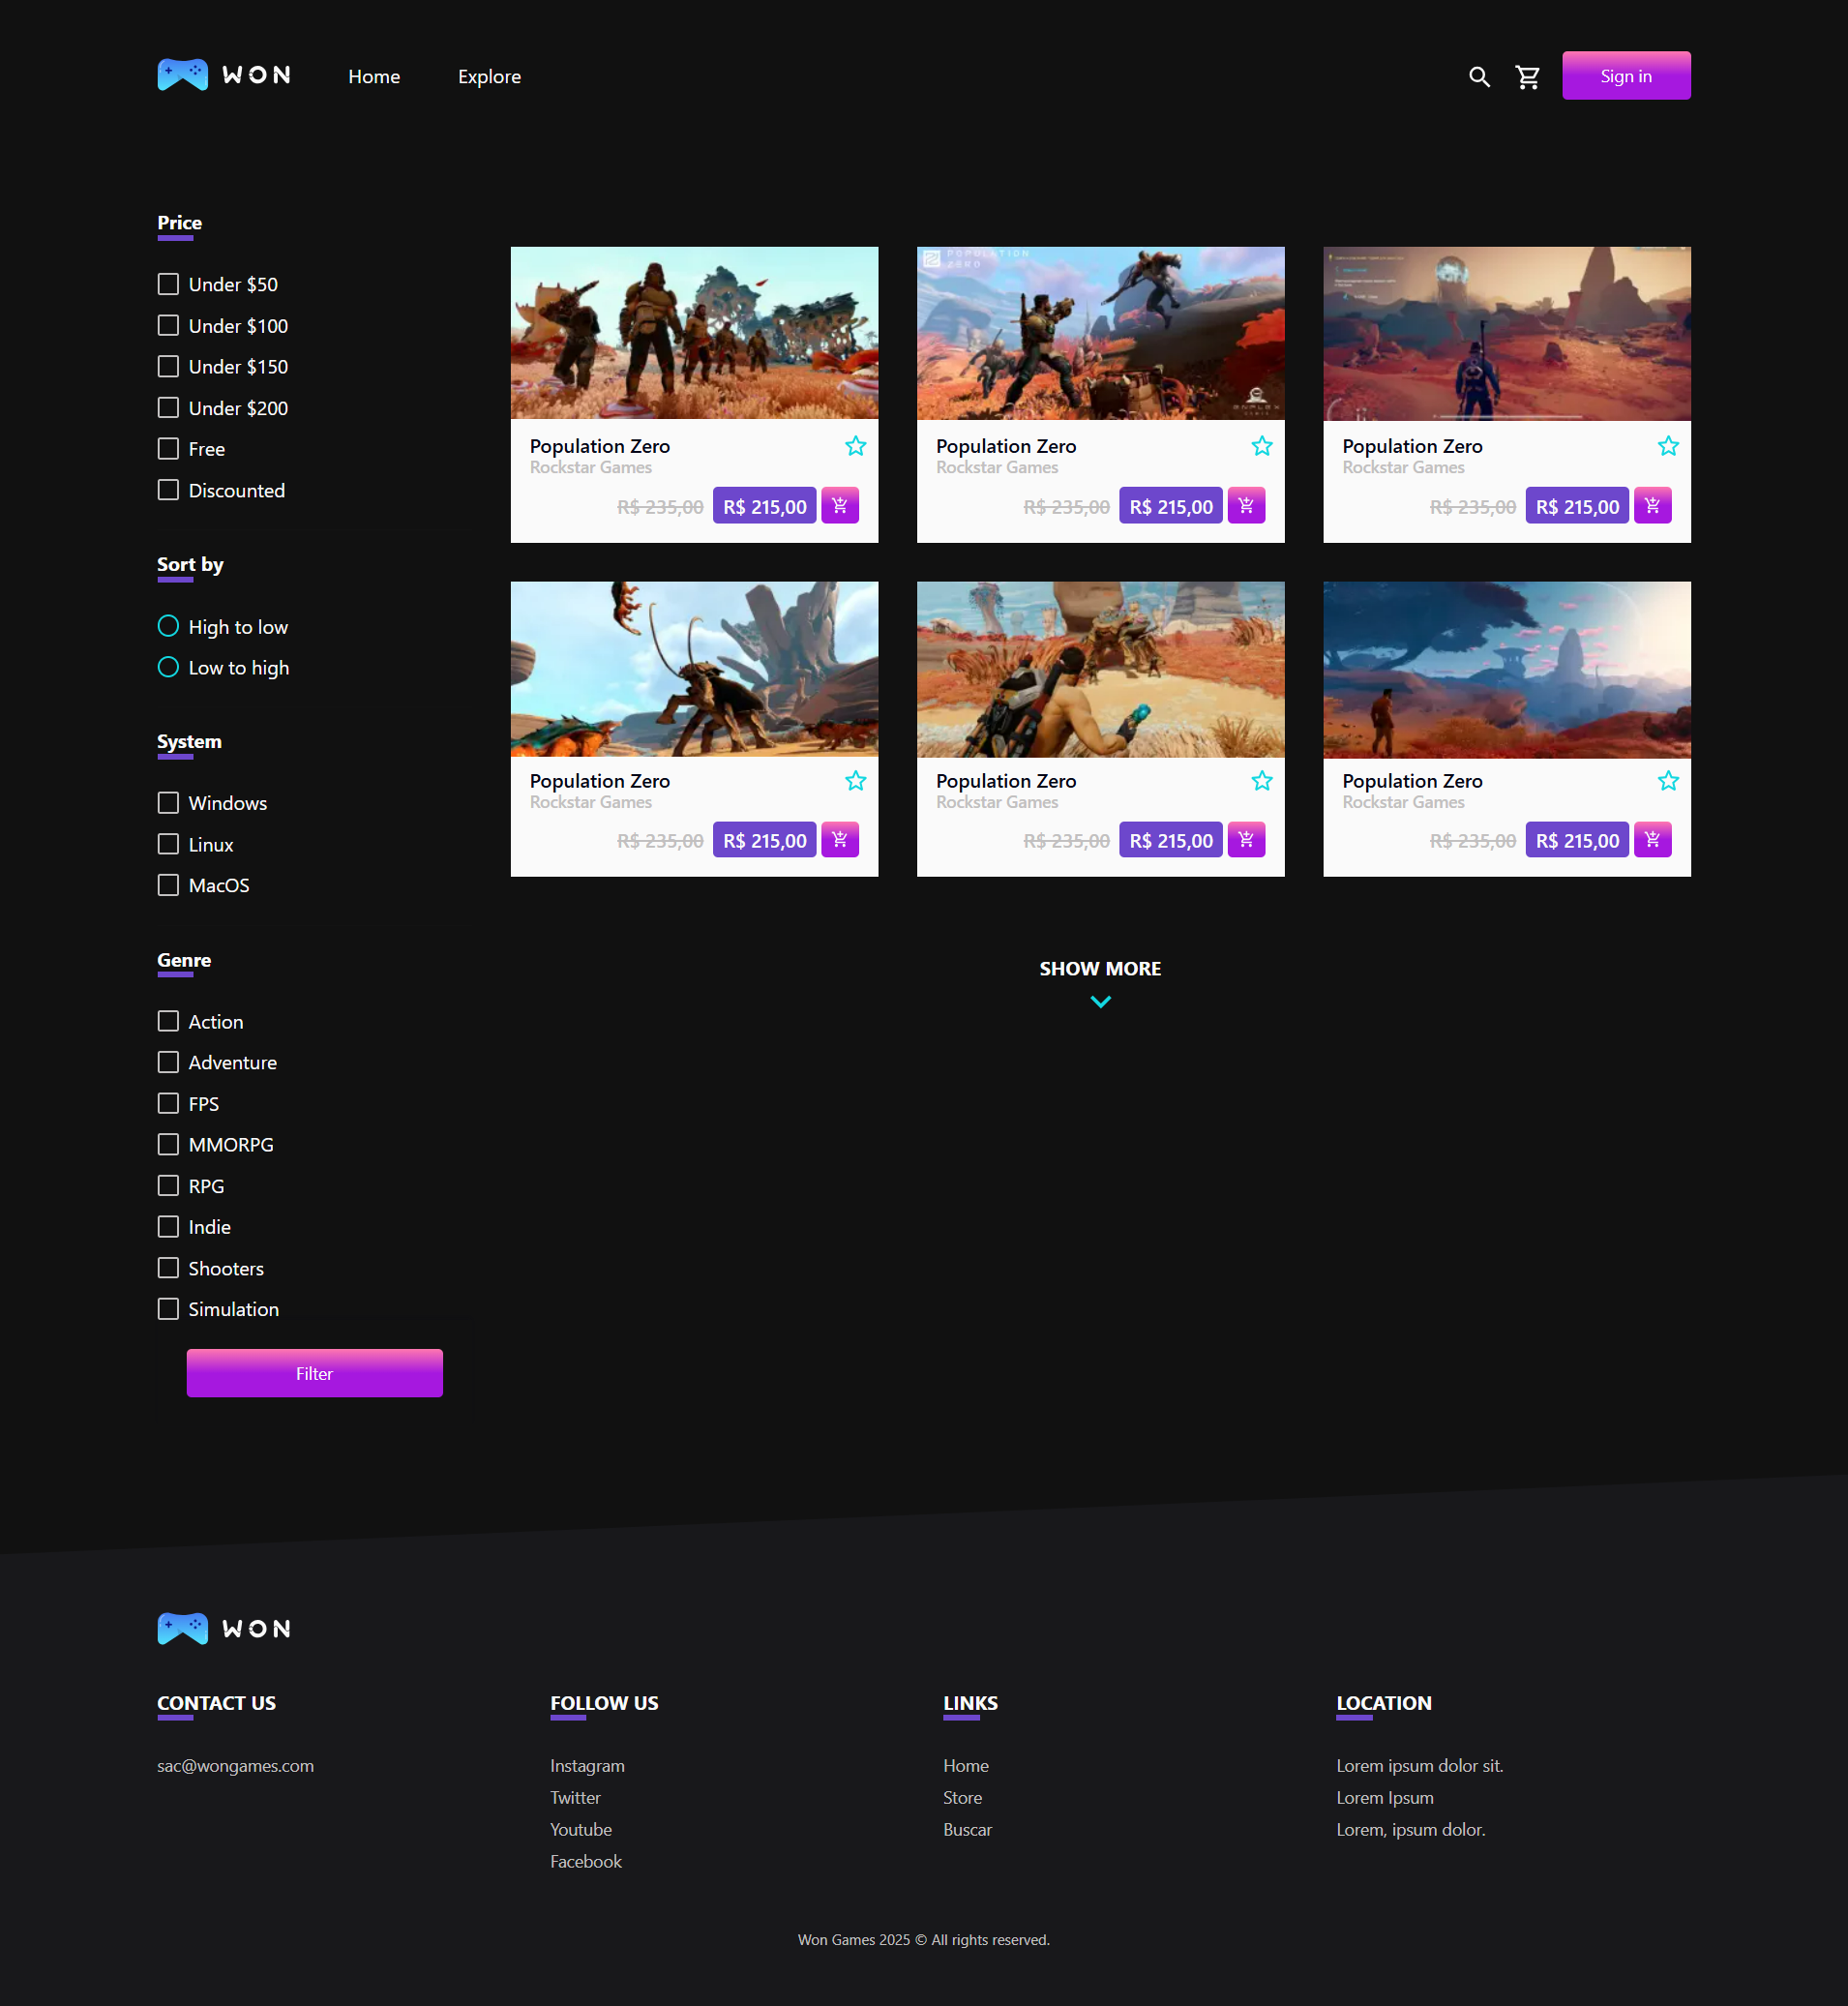 WON
Home
Explore
Sign in
Price
Under $50
Under $100
Under $150
Under $200
Free
Discounted
Sort by
High to low
Low to high
System
Windows
Linux
MacOS
Genre
Action
Adventure
FPS
MMORPG
RPG
Indie
Shooters
Simulation
Filter
Population Zero
Rockstar Games
R$ 235,00 R$ 215,00
POPULATION
ZERO
Population Zero
Rockstar Games
R$ 235,00 R$ 215,00
Population Zero
Rockstar Games
R$ 235,00 R$ 215,00
Population Zero
Rockstar Games
R$ 235,00 R$ 215,00
Population Zero
Rockstar Games
R$ 235,00 R$ 215,00
Population Zero
Rockstar Games
R$ 235,00 R$ 215,00
SHOW MORE
WON
CONTACT US
sac@wongames.com
FOLLOW US
Instagram
Twitter
Youtube
Facebook
LINKS
Home
Store
Buscar
LOCATION
Lorem ipsum dolor sit.
Lorem Ipsum
Lorem, ipsum dolor.
Won Games 2025 © All rights reserved.